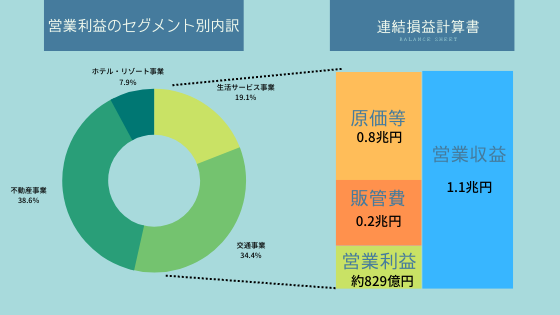 営業利益のセグメント別内訳
連結損益計算書
BALANCE SHEET
ホテル・リゾート事業
7.9%
生活サービス事業
19.1%
不動産事業
38.6%
交通事業
34.4%
原価等
0.8兆円
販管費
0.2兆円
営業利益
約829億円
営業収益
1.1兆円